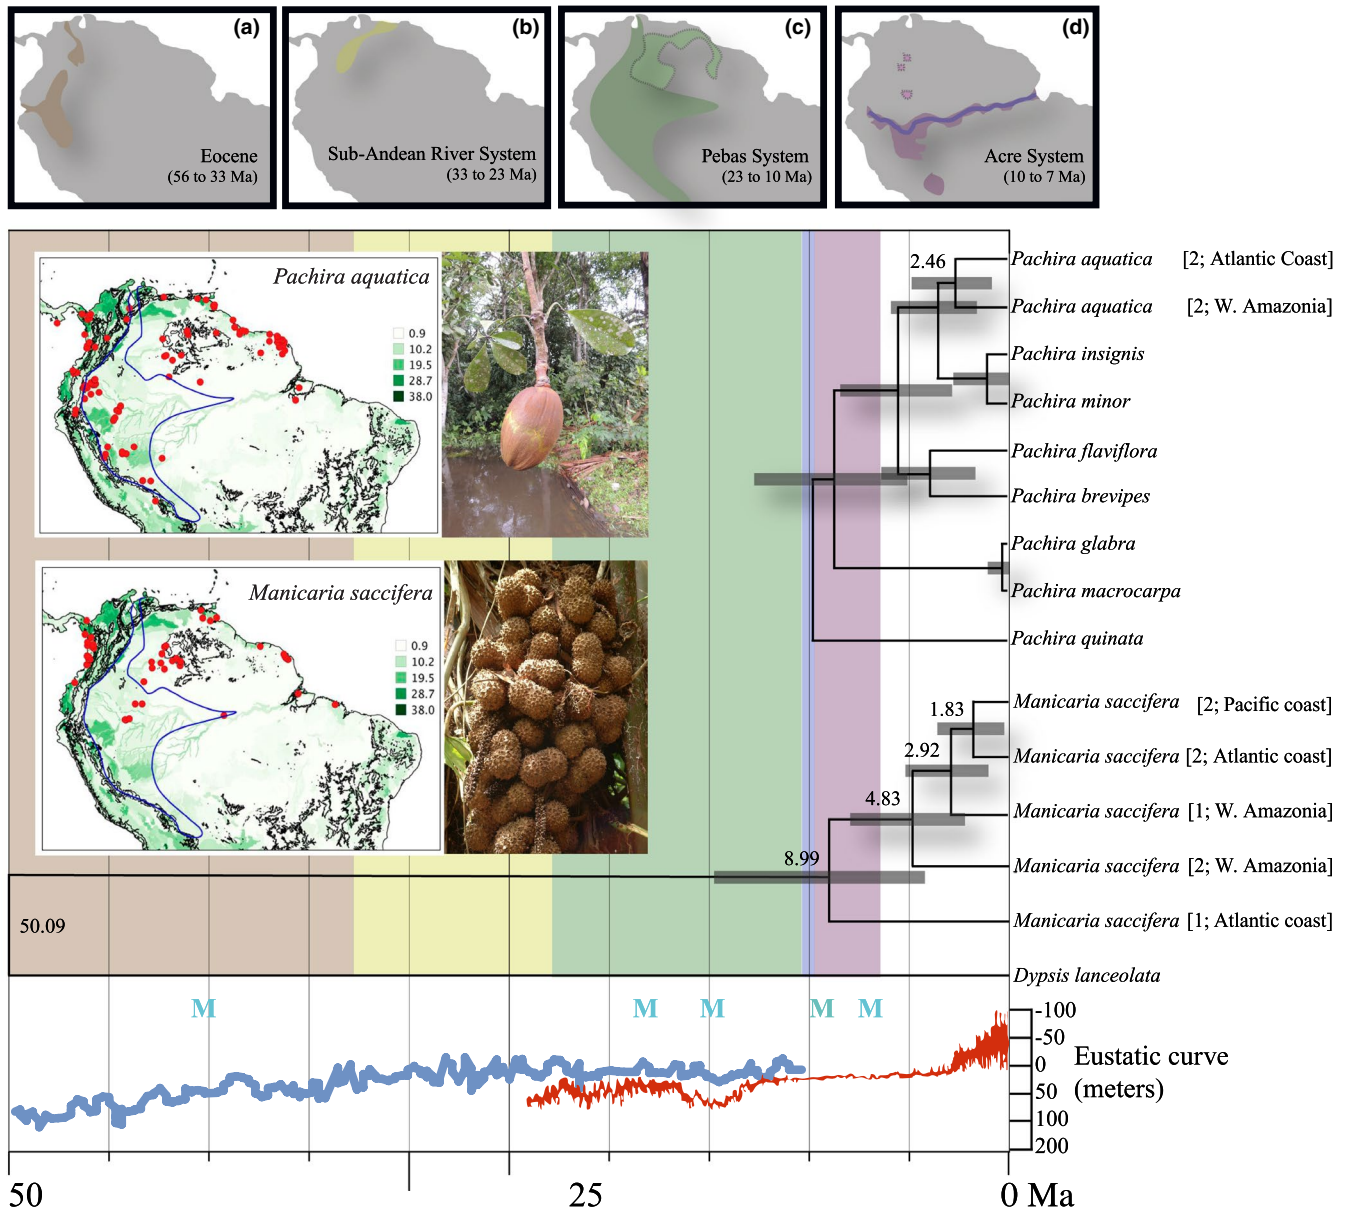 (a)
Eocene
(56 to 33 Ma)
(b)
Sub-Andean River System
(33 to 23 Ma)
(c)
Pebas System
(23 to 10 Ma)
(d)
Acre System
(10 to 7 Ma)
Pachira aquatica
0.9
10.2
19.5
28.7
38.0
Manicaria saccifera
0.9
10.2
19.5
28.7
38.0
2.46
Pachira aquatica [2; Atlantic Coast]
Pachira aquatica [2; W. Amazonia]
Pachira insignis
Pachira minor
Pachira flaviflora
Pachira brevipes
Pachira glabra
Pachira macrocarpa
Pachira quinata
Manicaria saccifera [2; Pacific coast]
1.83
2.92
Manicaria saccifera [2; Atlantic coast]
4.83
Manicaria saccifera [1; W. Amazonia]
8.99
Manicaria saccifera [2; W. Amazonia]
50.09
Manicaria saccifera [1; Atlantic coast]
Dypsis lanceolata
M M M M M
-100
-50
0
50
100
200
Eustatic curve
(meters)
50 25 0 Ma